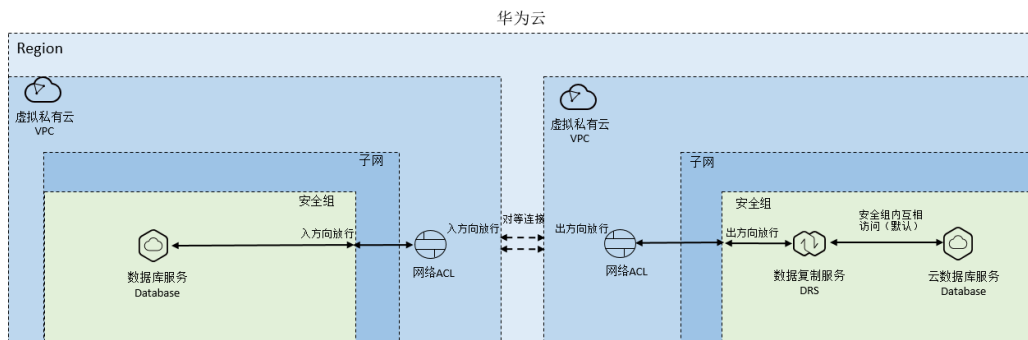 华为云
Region
虚拟私有云
VPC
子网
安全组
数据库服务
Database
入方向放行
网络ACL
入方向放行
对等连接
虚拟私有云
VPC
出方向放行
网络ACL
子网
安全组
出方向放行
数据复制服务
DRS
安全组内互相
访问（默认）
云数据库服务
Database